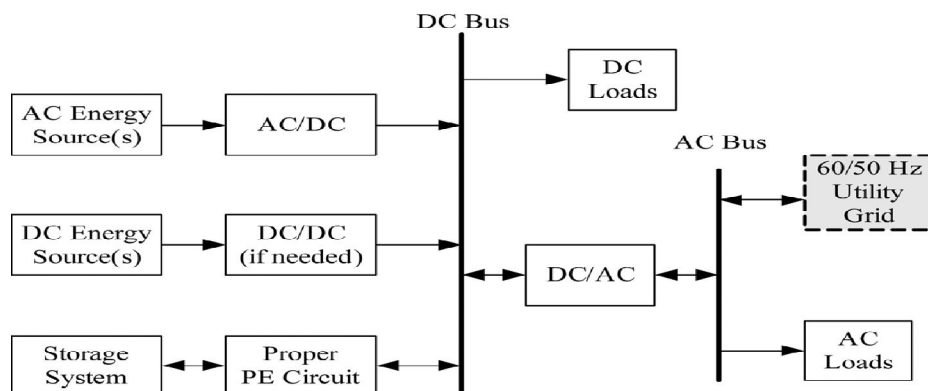 DC Bus
DC
Loads
AC Energy
Source(s)
AC/DC
AC Bus
60/50 Hz
Utility
Grid
DC Energy
Source(s)
DC/DC
(if needed)
DC/AC
Storage
System
Proper
PE Circuit
AC
Loads